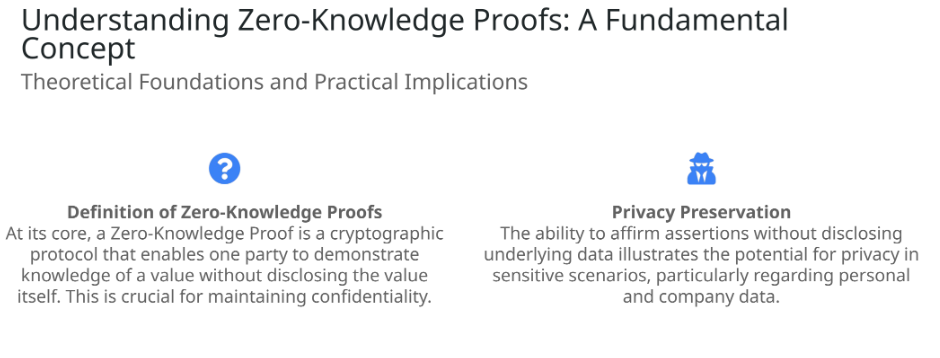 Understanding Zero-Knowledge Proofs: A Fundamental
Concept
Theoretical Foundations and Practical Implications
Definition of Zero-Knowledge Proofs
At its core, a Zero-Knowledge Proof is a cryptographic
protocol that enables one party to demonstrate
knowledge of a value without disclosing the value
itself. This is crucial for maintaining confidentiality.
Privacy Preservation
The ability to affirm assertions without disclosing
underlying data illustrates the potential for privacy in
sensitive scenarios, particularly regarding personal
and company data.